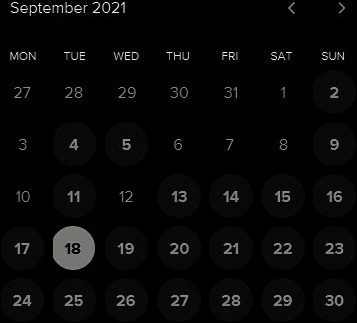 September 2021 < >
MON TUE WED THU FRI SAT SUN
27 28 29 30 31 1 2
3 4 5 6 7 8 9
10 11 12 13 14 15 16
17 18 19 20 21 22 23
24 25 26 27 28 29 30